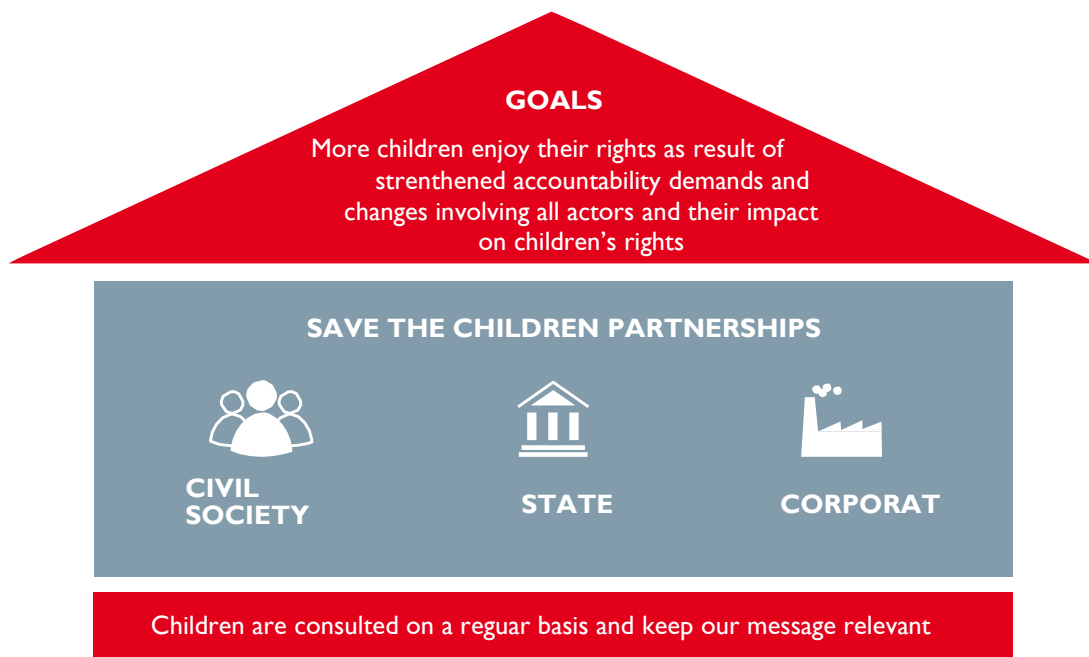 GOALS
More children enjoy their rights as result of
strenthened accountability demands and
changes involving all actors and their impact
on children’s rights
SAVE THE CHILDREN PARTNERSHIPS
CIVIL
SOCIETY
STATE
CORPORAT
Children are consulted on a reguar basis and keep our message relevant